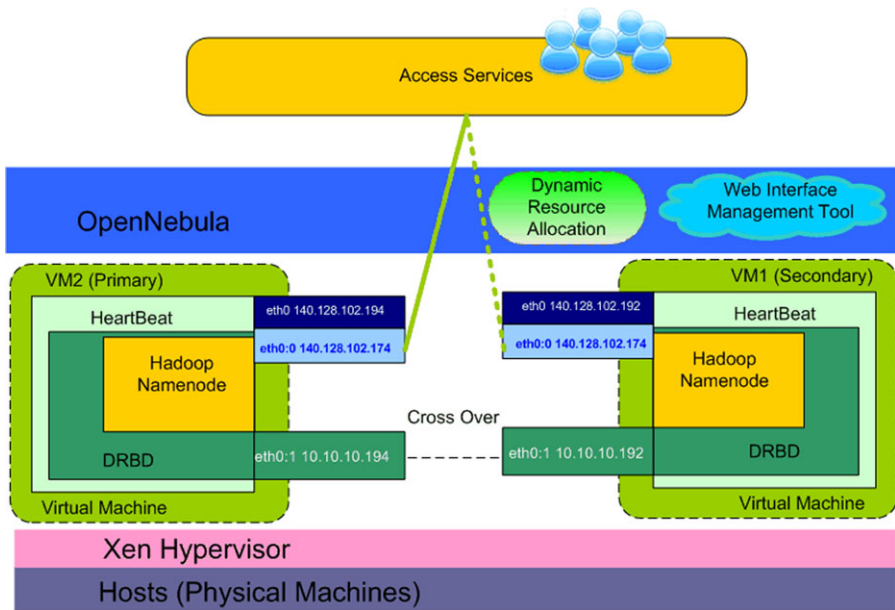 Access Services
OpenNebula
Dynamic
Resource
Allocation
Web Interface
Management Tool
VM2 (Primary)
HeartBeat
eth0 140.128.102.194
eth0:0 140.128.102.174
Hadoop
Namenode
DRBD
eth0:1 10.10.10.194
Virtual Machine
Cross Over
VM1 (Secondary)
eth0 140.128.102.192
HeartBeat
eth0:0 140.128.102.174
Hadoop
Namenode
eth0:1 10.10.10.192
DRBD
Virtual Machine
Xen Hypervisor
Hosts (Physical Machines)